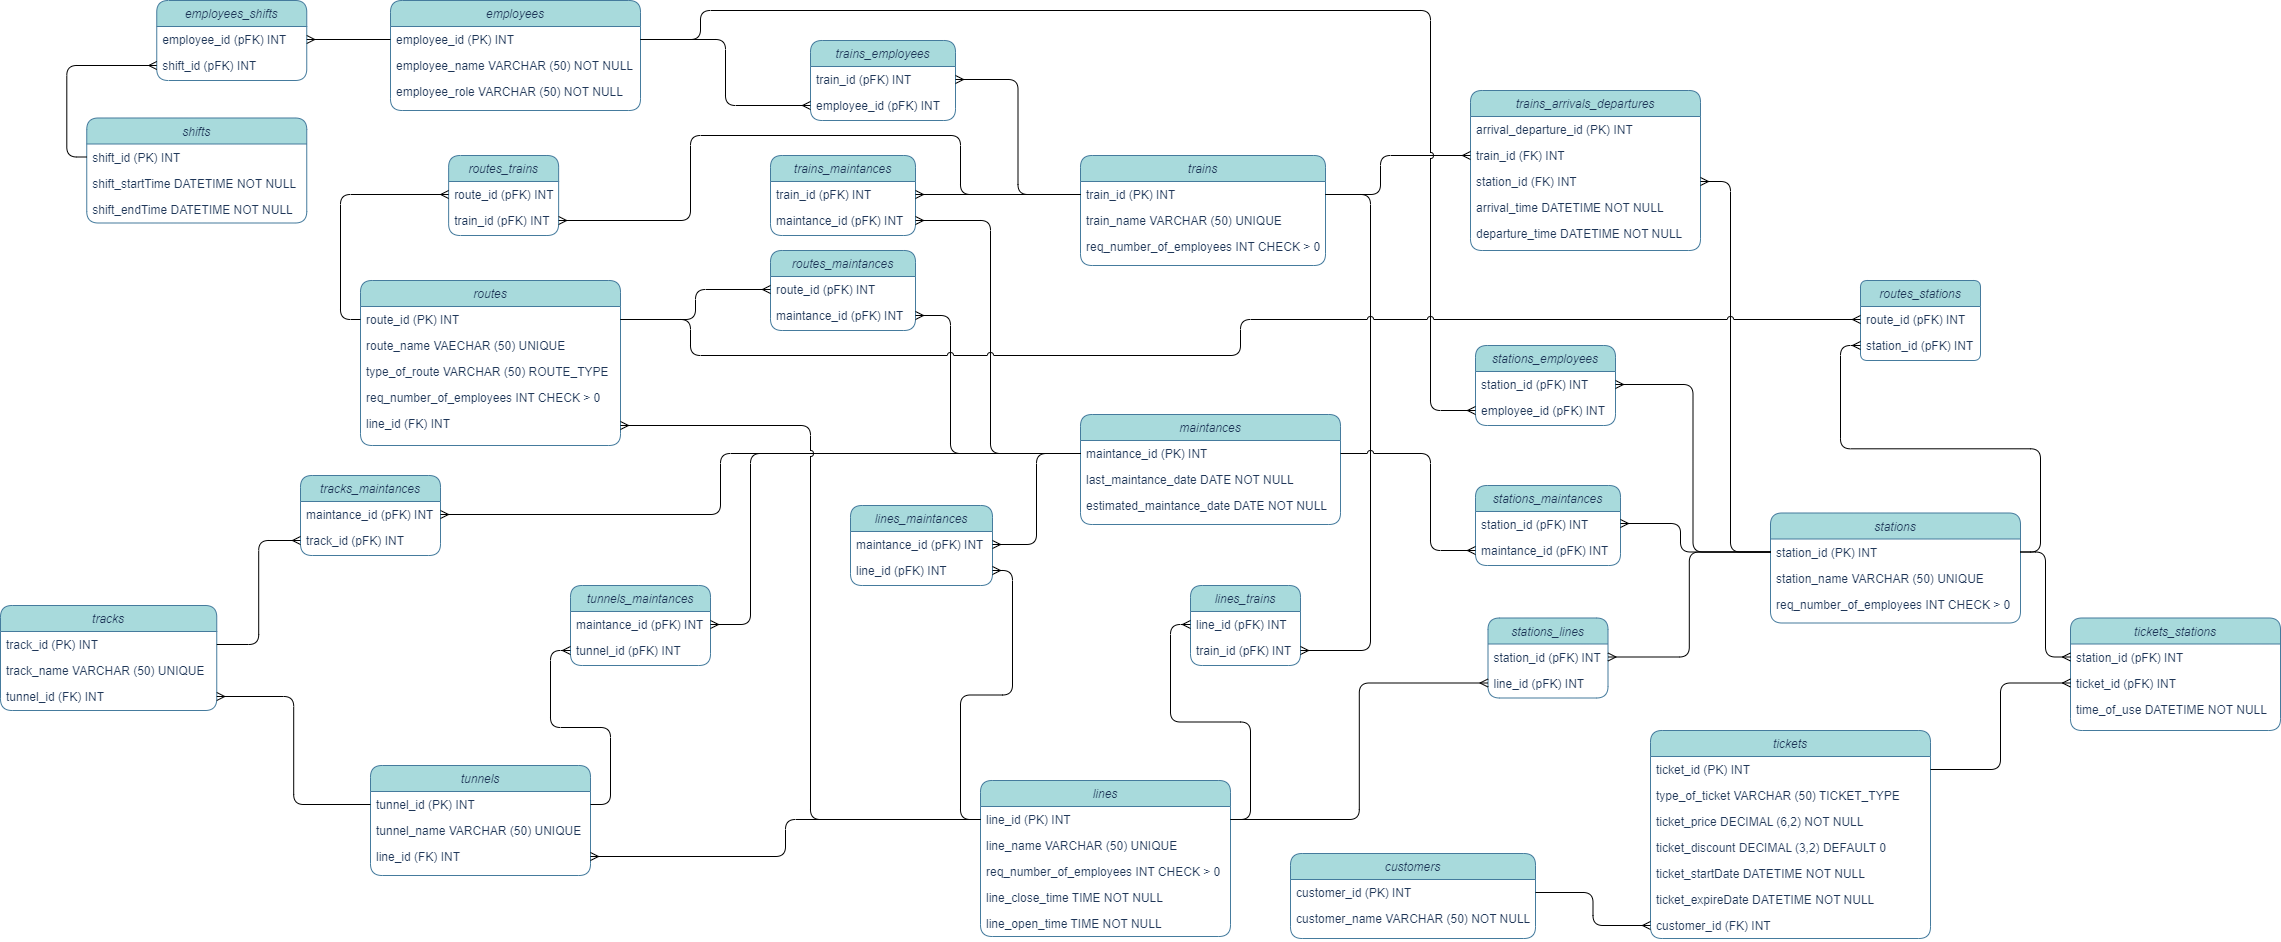 employees_shifts
employee_id (pFK) INT
shift_id (pFK) INT
employees
employee_id (PK) INT
employee_name VARCHAR (50) NOT NULL
employee_role VARCHAR (50) NOT NULL
trains_employees
train_id (pFK) INT
employee_id (pFK) INT
trains_arrivals_departures
arrival_departure_id (PK) INT
train_id (FK) INT
station_id (FK) INT
arrival_time DATETIME NOT NULL
departure_time DATETIME NOT NULL
shifts
shift_id (PK) INT
shift_startTime DATETIME NOT NULL
shift_endTime DATETIME NOT NULL
routes_trains
route_id (pFK) INT
train_id (pFK) INT
trains_maintances
train_id (pFK) INT
maintance_id (pFK) INT
trains
train_id (PK) INT
train_name VARCHAR (50) UNIQUE
req_number_of_employees INT CHECK > 0
routes_maintances
route_id (pFK) INT
maintance_id (pFK) INT
routes
route_id (PK) INT
route_name VAECHAR (50) UNIQUE
type_of_route VARCHAR (50) ROUTE_TYPE
req_number_of_employees INT CHECK > 0
line_id (FK) INT
routes_stations
route_id (pFK) INT
station_id (pFK) INT
stations_employees
station_id (pFK) INT
employee_id (pFK) INT
maintances
maintance_id (PK) INT
last_maintance_date DATE NOT NULL
estimated_maintance_date DATE NOT NULL
tracks_maintances
maintance_id (pFK) INT
track_id (pFK) INT
lines_maintances
maintance_id (pFK) INT
line_id (pFK) INT
stations_maintances
station_id (pFK) INT
maintance_id (pFK) INT
stations
station_id (PK) INT
station_name VARCHAR (50) UNIQUE
req_number_of_employees INT CHECK > 0
tracks
track_id (PK) INT
track_name VARCHAR (50) UNIQUE
tunnel_id (FK) INT
tunnels_maintances
maintance_id (pFK) INT
tunnel_id (pFK) INT
lines_trains
line_id (pFK) INT
train_id (pFK) INT
stations_lines
station_id (pFK) INT
line_id (pFK) INT
tickets_stations
station_id (pFK) INT
ticket_id (pFK) INT
time_of_use DATETIME NOT NULL
tunnels
tunnel_id (PK) INT
tunnel_name VARCHAR (50) UNIQUE
line_id (FK) INT
lines
line_id (PK) INT
line_name VARCHAR (50) UNIQUE
req_number_of_employees INT CHECK > 0
line_close_time TIME NOT NULL
line_open_time TIME NOT NULL
customers
customer_id (PK) INT
customer_name VARCHAR (50) NOT NULL
tickets
ticket_id (PK) INT
type_of_ticket VARCHAR (50) TICKET_TYPE
ticket_price DECIMAL (6,2) NOT NULL
ticket_discount DECIMAL (3,2) DEFAULT 0
ticket_startDate DATETIME NOT NULL
ticket_expireDate DATETIME NOT NULL
customer_id (FK) INT